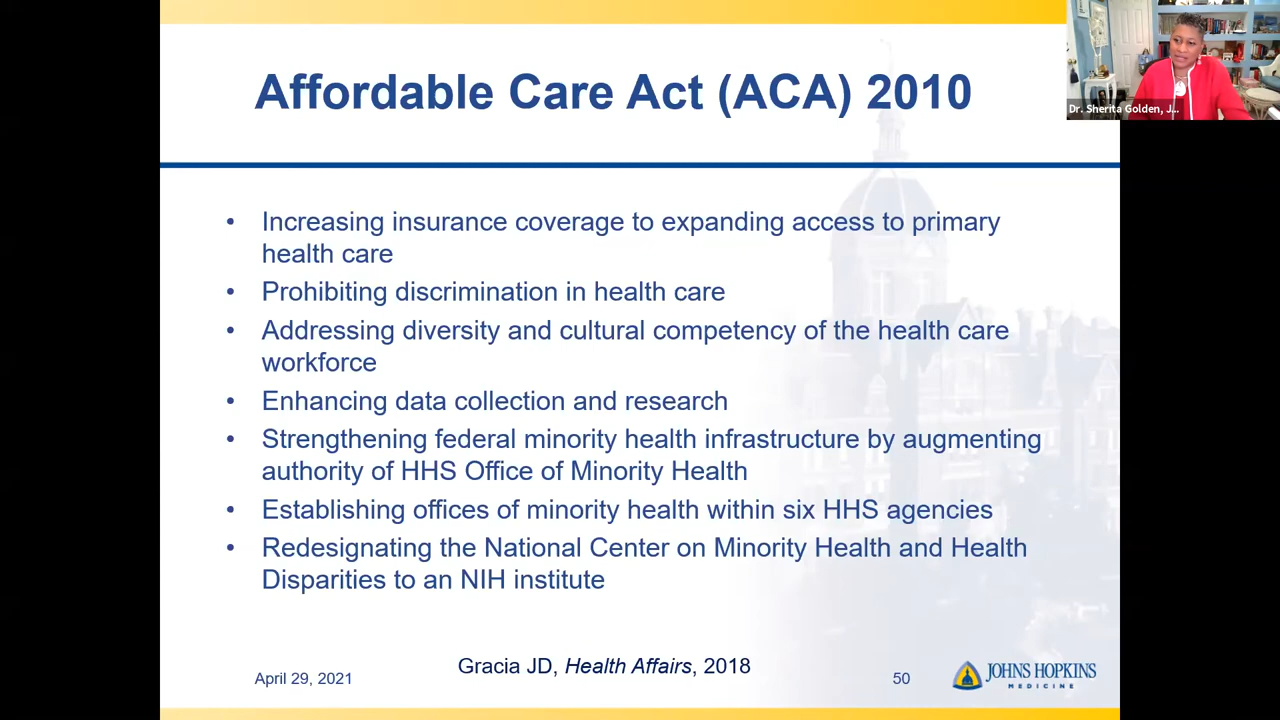 Affordable Care Act (ACA) 2010
Dr. Sherita Golden, J...
• Increasing insurance coverage to expanding access to primary
health care
• Prohibiting discrimination in health care
• Addressing diversity and cultural competency of the health care
workforce
• Enhancing data collection and research
• Strengthening federal minority health infrastructure by augmenting
authority of HHS Office of Minority Health
• Establishing offices of minority health within six HHS agencies
• Redesignating the National Center on Minority Health and Health
Disparities to an NIH institute
Gracia JD, Health Affairs, 2018
April 29, 2021
50
JOHNS HOPKINS
MEDICINE